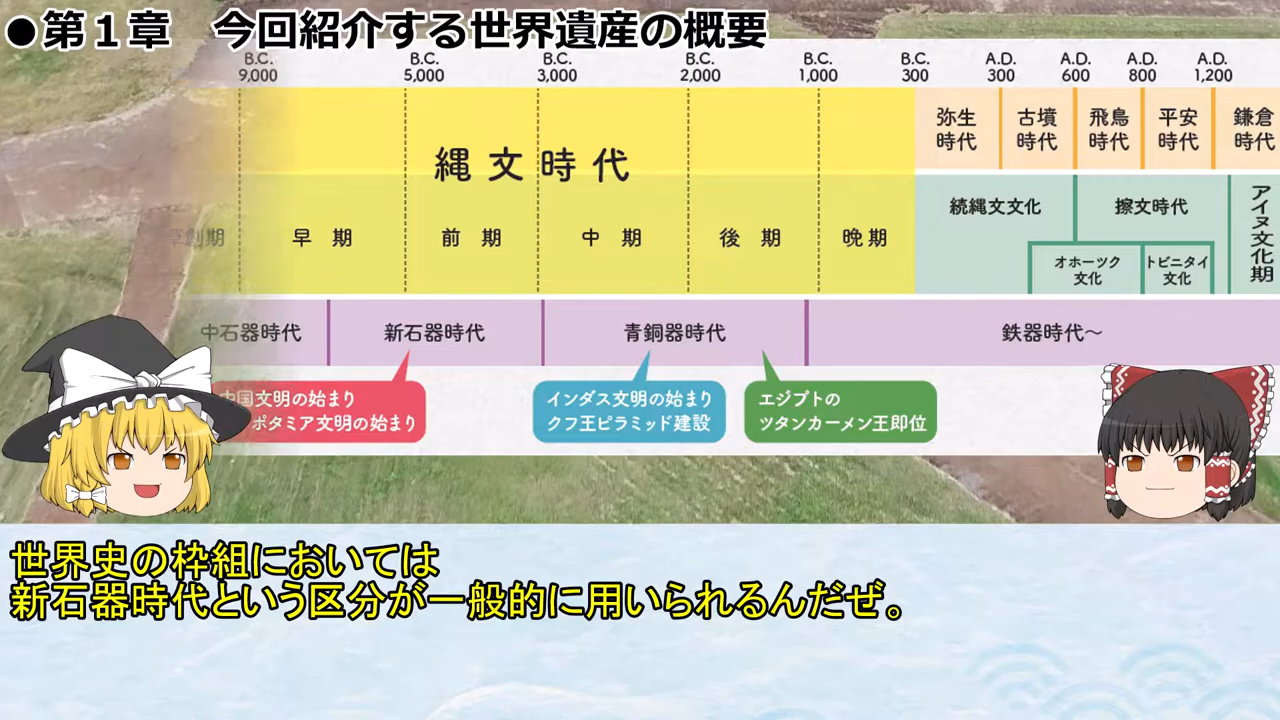 ●第1章 今回紹介する世界遺産の概要
B.C. 9,000
B.C. 5,000
B.C. 3,000
B.C. 2,000
B.C. 1,000
B.C. 300
A.D. 300
A.D. 600
A.D. 800
A.D. 1,200
縄文時代
弥生時代
古墳時代
飛鳥時代
平安時代
鎌倉時代
草創期
早期
前期
中期
後期
晩期
続縄文文化
擦文時代
オホーツク文化
トビニタイ文化
アイヌ文化期
中石器時代
新石器時代
青銅器時代
鉄器時代~
中国文明の始まり
ポタミア文明の始まり
インダス文明の始まり
クフ王ピラミッド建設
エジプトの
ツタンカーメン王即位
世界史の枠組においては
新石器時代という区分が一般的に用いられるんだぜ。